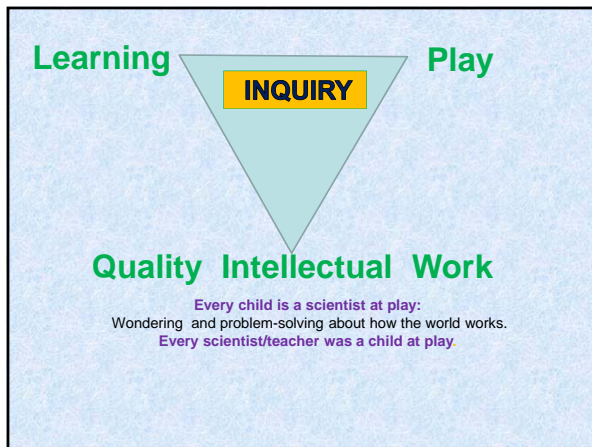 Learning
Play
INQUIRY
Quality Intellectual Work
Every child is a scientist at play:
Wondering and problem-solving about how the world works.
Every scientist/teacher was a child at play.